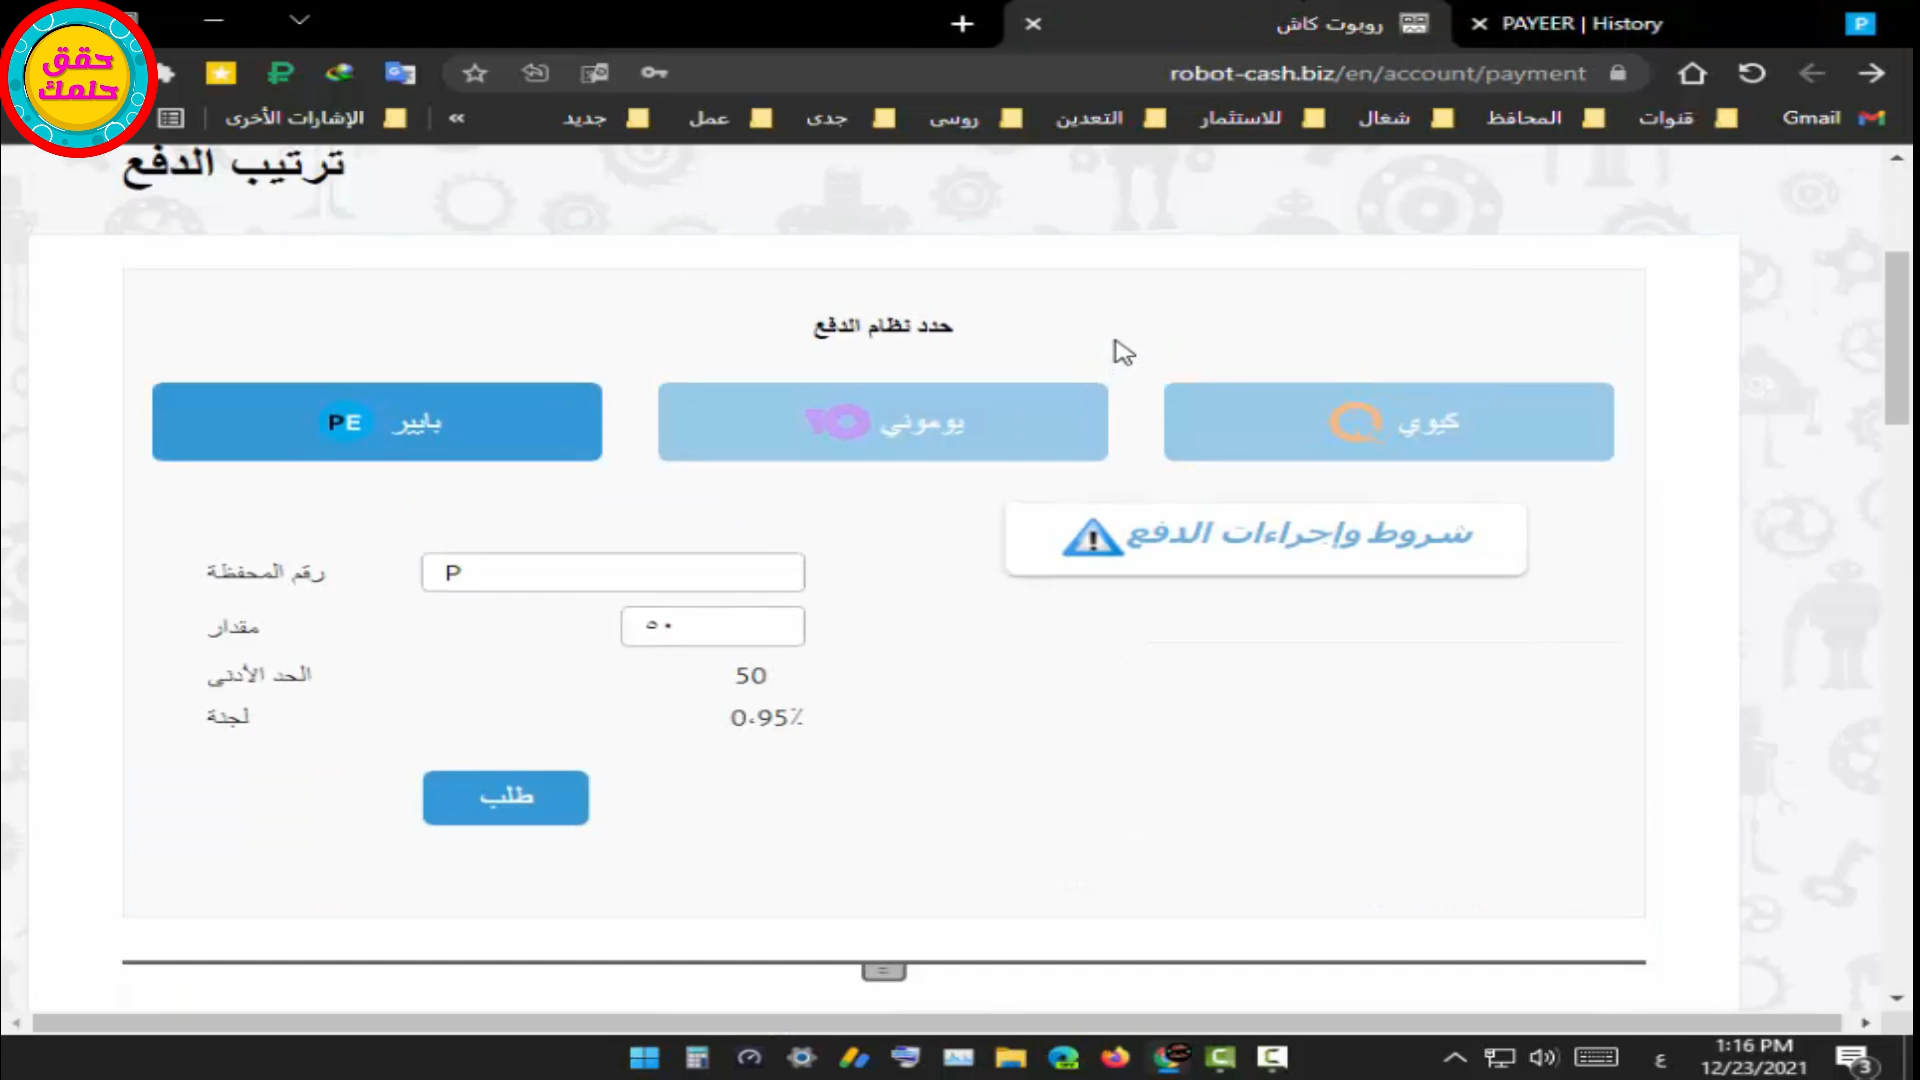 حقق
حلمك
روبوت كاش
PAYEER | History
P
robot-cash.biz/en/account/payment
Gmail
قنوات
المحافظ
شغال
للاستثمار
التعدين
روسى
جدى
عمل
جديد
»
الإشارات الأخرى
ترتيب الدفع
حدد نظام الدفع
كيوي
يوموني
بايير PE
شروط وإجراءات الدفع
رقم المحفظة P
مقدار ٥٠
الحد الأدنى 50
لجنة 0.95٪
طلب
ع
1:16 PM
12/23/2021
3